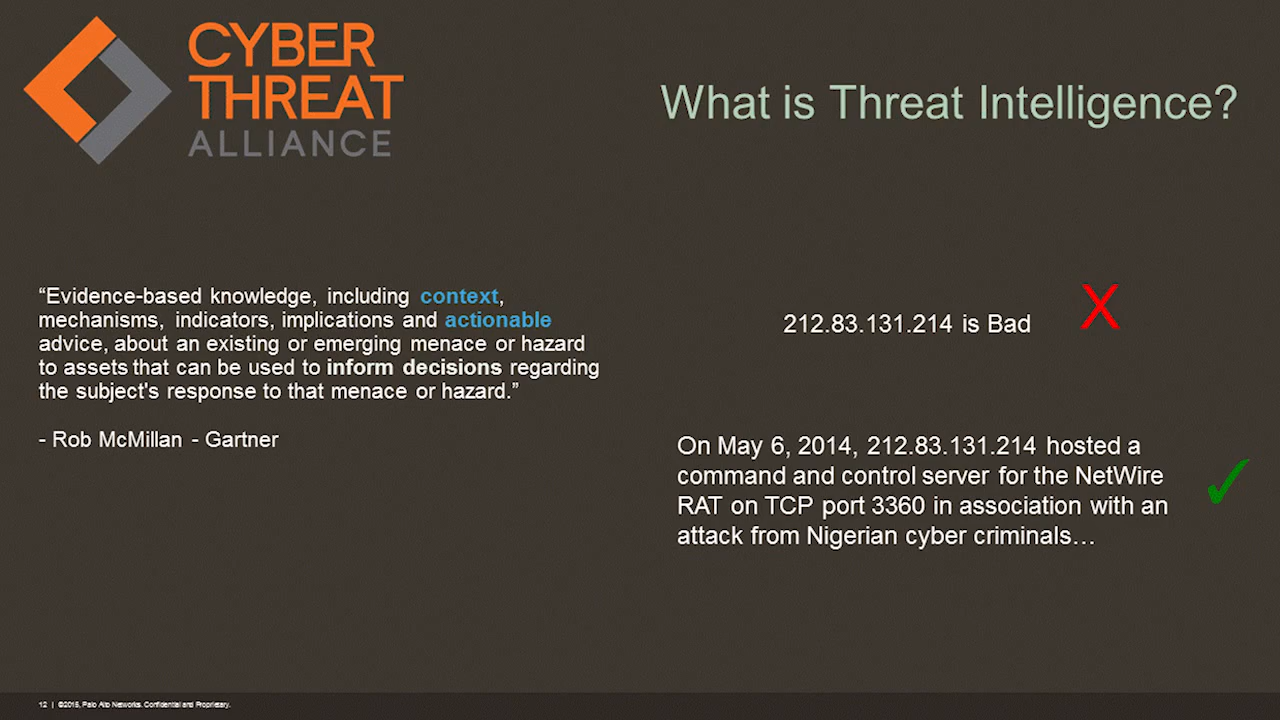 CYBER
THREAT
ALLIANCE
What is Threat Intelligence?
“Evidence-based knowledge, including context,
mechanisms, indicators, implications and actionable
advice, about an existing or emerging menace or hazard
to assets that can be used to inform decisions regarding
the subject's response to that menace or hazard.”
- Rob McMillan - Gartner
212.83.131.214 is Bad
X
On May 6, 2014, 212.83.131.214 hosted a
command and control server for the NetWire
RAT on TCP port 3360 in association with an
attack from Nigerian cyber criminals…
✓
12 | ©2015, Palo Alto Networks. Confidential and Proprietary.